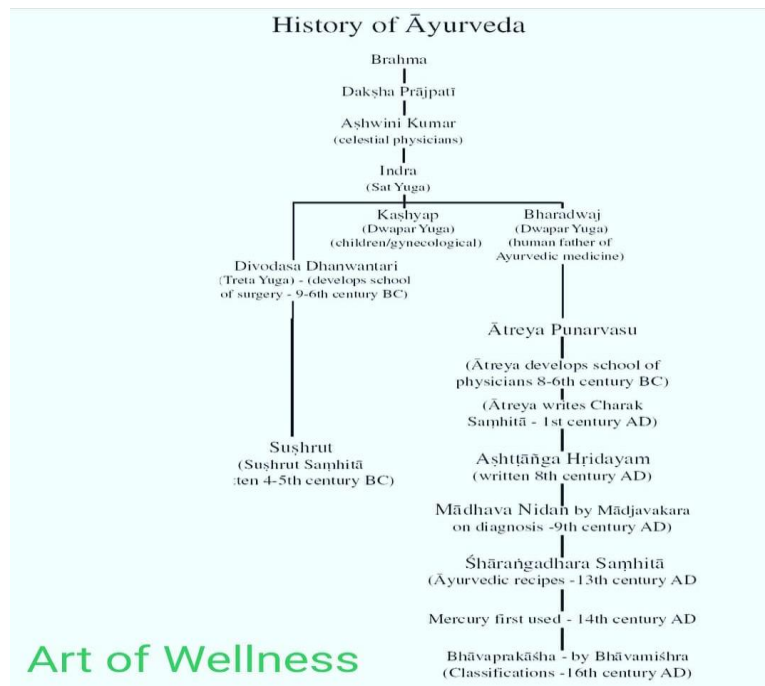 History of Āyurveda
Brahma
Dakṣha Prājpatī
Aṣhwini Kumar
(celestial physicians)
Indra
(Sat Yuga)
Kaṣhyap
(Dwapar Yuga)
(children/gynecological)
Bharadwaj
(Dwapar Yuga)
(human father of
Ayurvedic medicine)
Divodasa Dhanwantari
(Treta Yuga) - (develops school
of surgery - 9-6th century BC)
Ātreya Punarvasu
(Ātreya develops school of
physicians 8-6th century BC)
(Ātreya writes Charak
Saṃhitā - 1st century AD)
Suṣhrut
(Suṣhrut Saṃhitā
:ten 4-5th century BC)
Aṣhṭṭāñga Hṛidayam
(written 8th century AD)
Mādhava Nidan by Mādjavakara
on diagnosis -9th century AD)
Śhāraṅgadhara Saṃhitā
(Āyurvedic recipes -13th century AD
Mercury first used - 14th century AD
Bhāvaprakāśha - by Bhāvamiśhra
(Classifications -16th century AD)
Art of Wellness